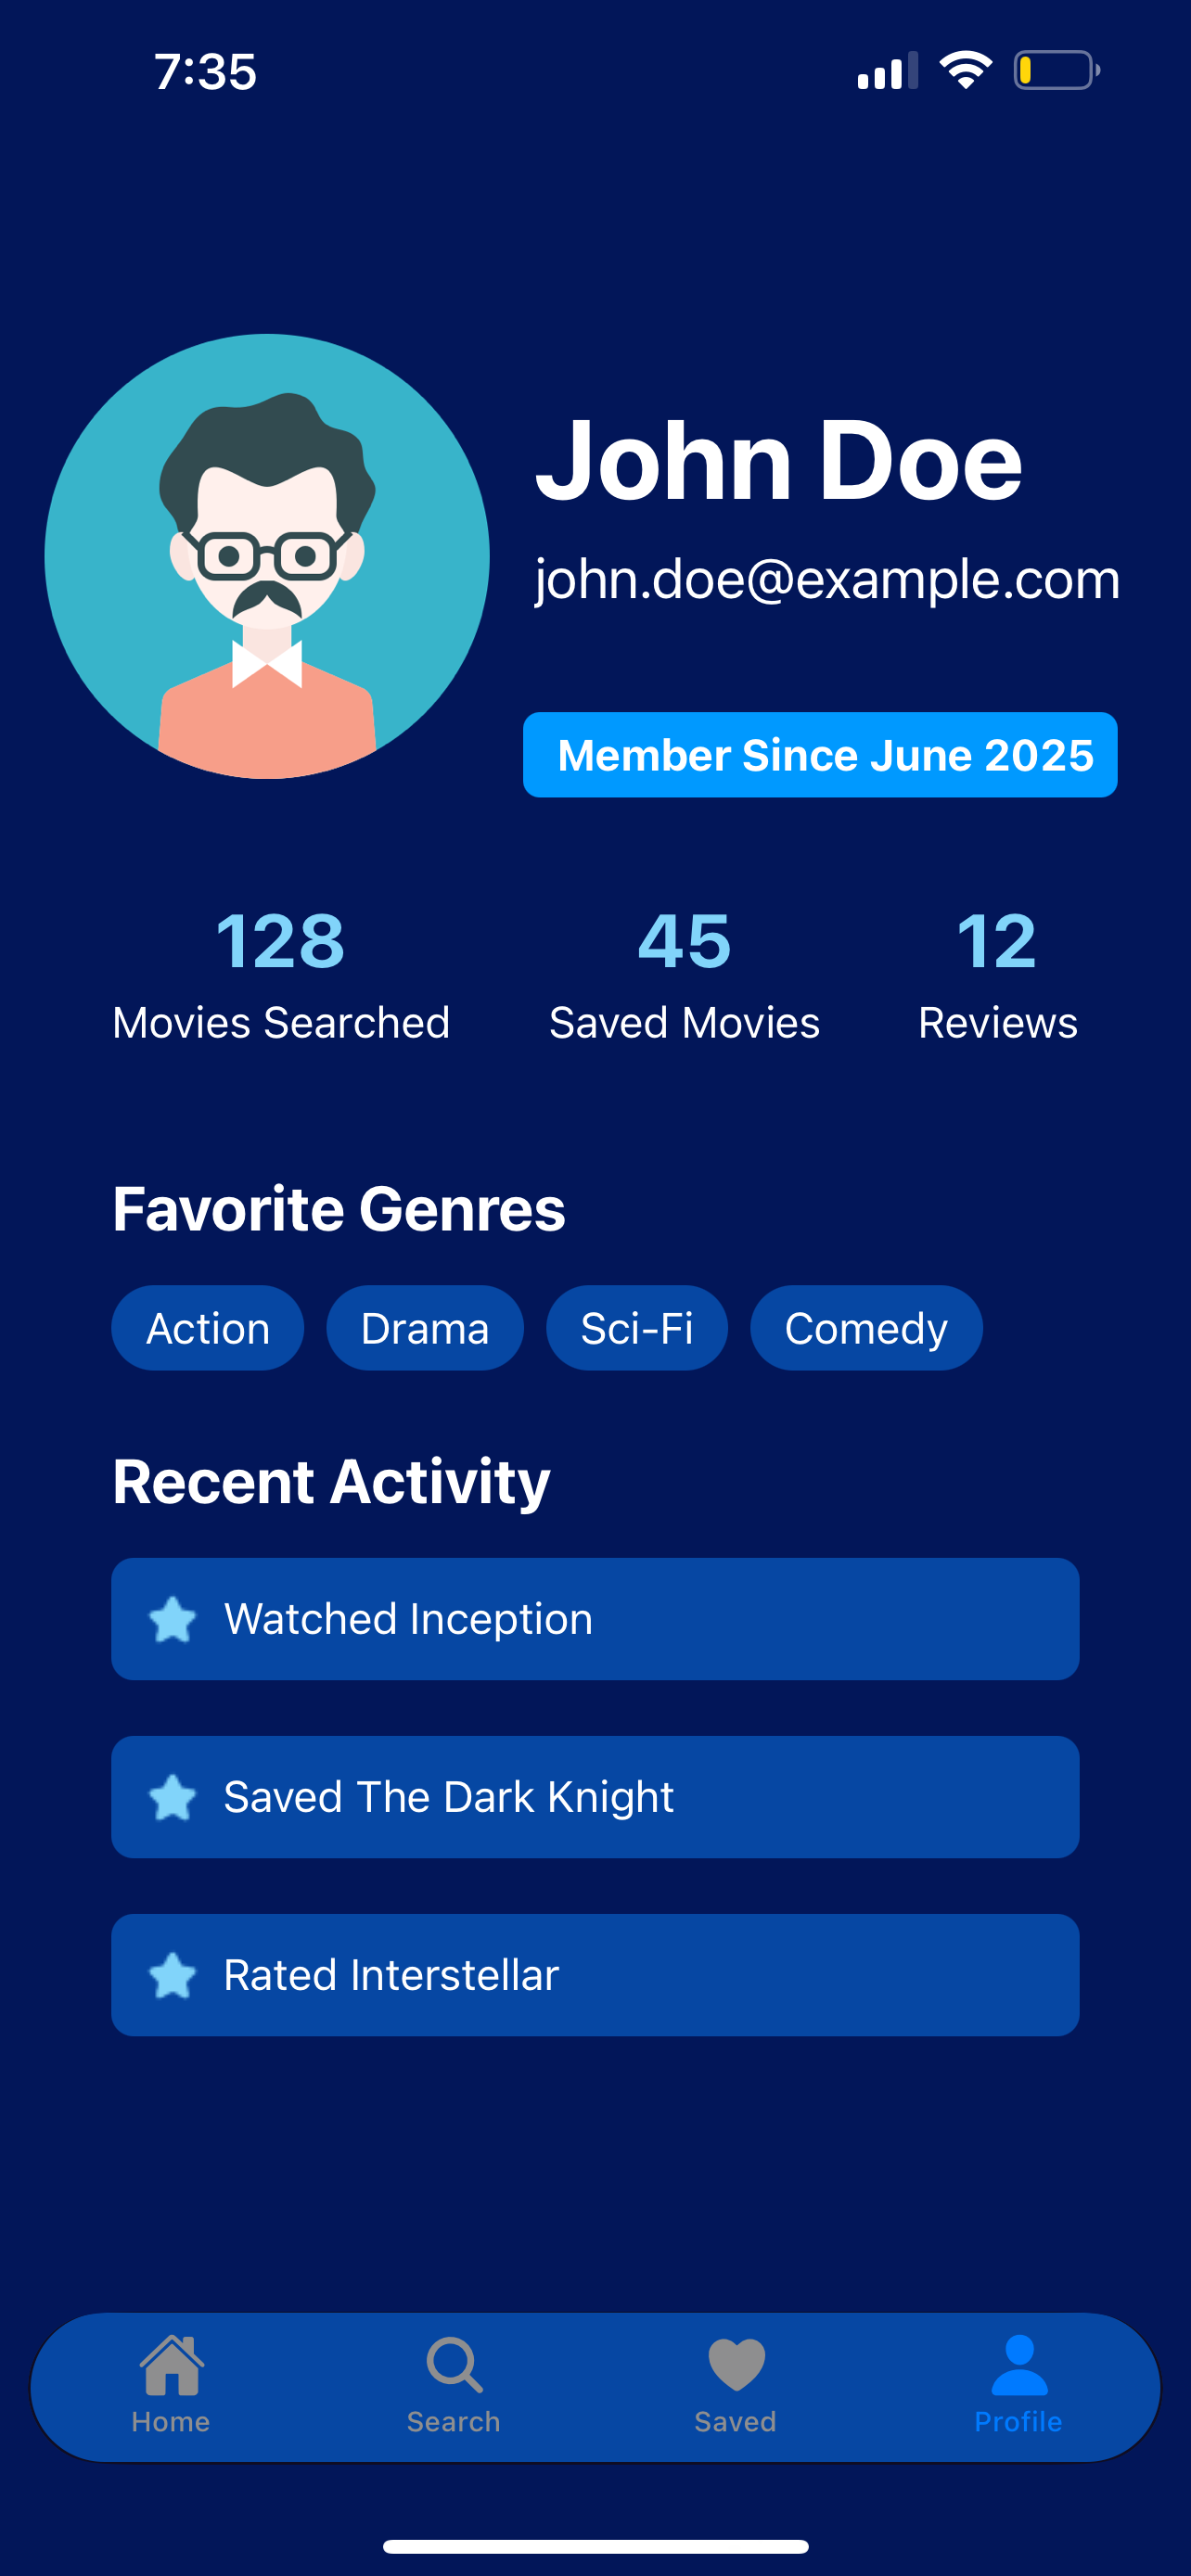 7:35
John Doe
john.doe@example.com
Member Since June 2025
128 45 12
Movies Searched Saved Movies Reviews
Favorite Genres
Action Drama Sci-Fi Comedy
Recent Activity
Watched Inception
Saved The Dark Knight
Rated Interstellar
Home Search Saved Profile